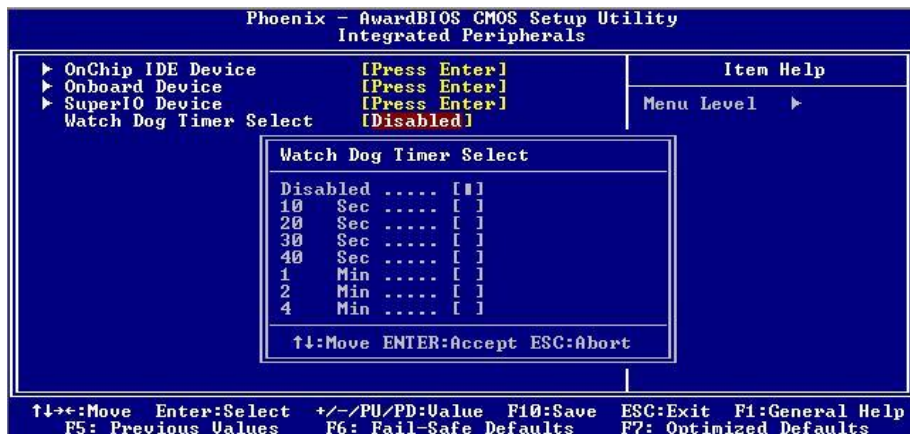 Phoenix - AwardBIOS CMOS Setup Utility
Integrated Peripherals
▶ OnChip IDE Device [Press Enter]
▶ Onboard Device [Press Enter]
▶ SuperIO Device [Press Enter]
Watch Dog Timer Select [Disabled]
Item Help
Menu Level ▶
Watch Dog Timer Select
Disabled ..... [■]
10 Sec ..... [ ]
20 Sec ..... [ ]
30 Sec ..... [ ]
40 Sec ..... [ ]
1 Min ..... [ ]
2 Min ..... [ ]
4 Min ..... [ ]
↑↓:Move ENTER:Accept ESC:Abort
↑↓→←:Move Enter:Select +/-/PU/PD:Value F10:Save ESC:Exit F1:General Help
F5: Previous Values F6: Fail-Safe Defaults F7: Optimized Defaults